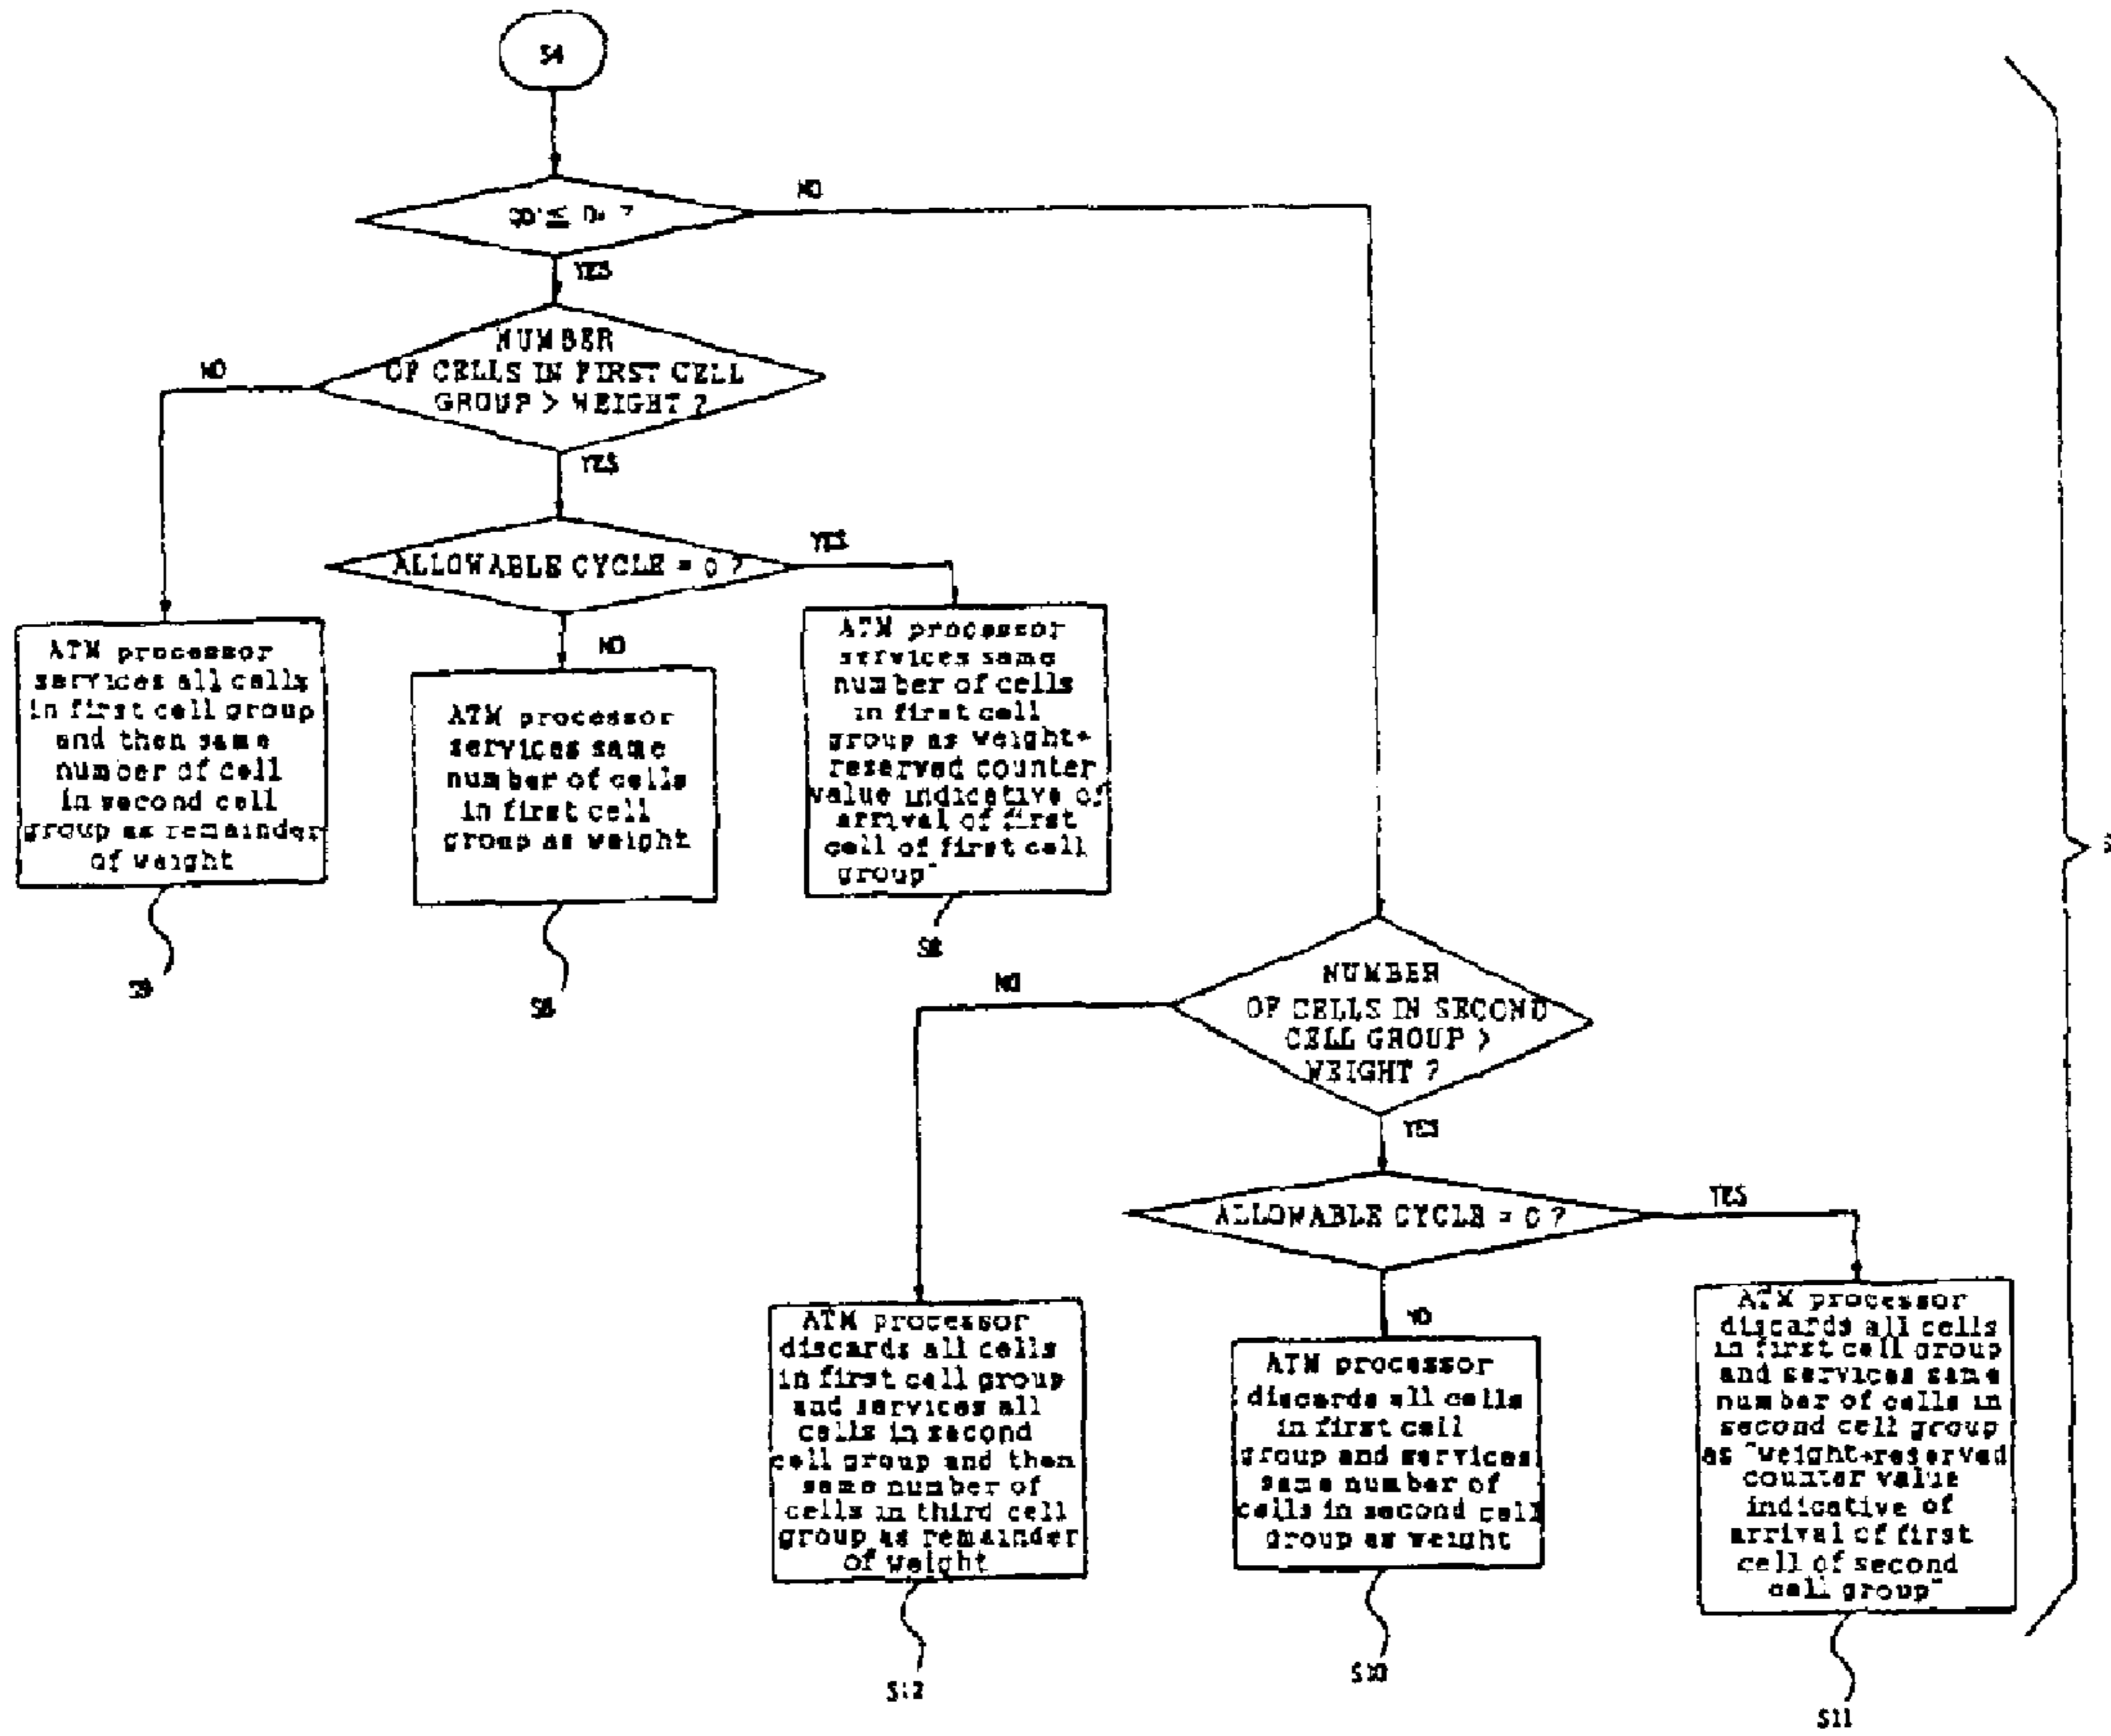 S4
NO
YES
NUMBER
OF CELLS IN FIRST CELL
GROUP > WEIGHT ?
NO
YES
ALLOWABLE CYCLE = 0 ?
YES
NO
ATM processor
services all cells
in first cell group
and then same
number of cell
in second cell
group as remainder
of weight
S9
ATM processor
services same
number of cells
in first cell
group as weight
ATM processor
services same
number of cells
in first cell
group as weight+
reserved counter
value indicative of
arrival of first
cell of first cell
group"
NUMBER
OF CELLS IN SECOND
CELL GROUP >
WEIGHT ?
NO
YES
ALLOWABLE CYCLE = 0 ?
YES
NO
ATM processor
discards all cells
in first cell group
and services all
cells in second
cell group and then
same number of
cells in third cell
group as remainder
of weight
S12
ATM processor
discards all cells
in first cell
group and services
same number of
cells in second cell
group as weight
S10
ATM processor
discards all cells
in first cell group
and services same
number of cells in
second cell group
as "weight+reserved
counter value
indicative of
arrival of first
cell of second
cell group"
S11